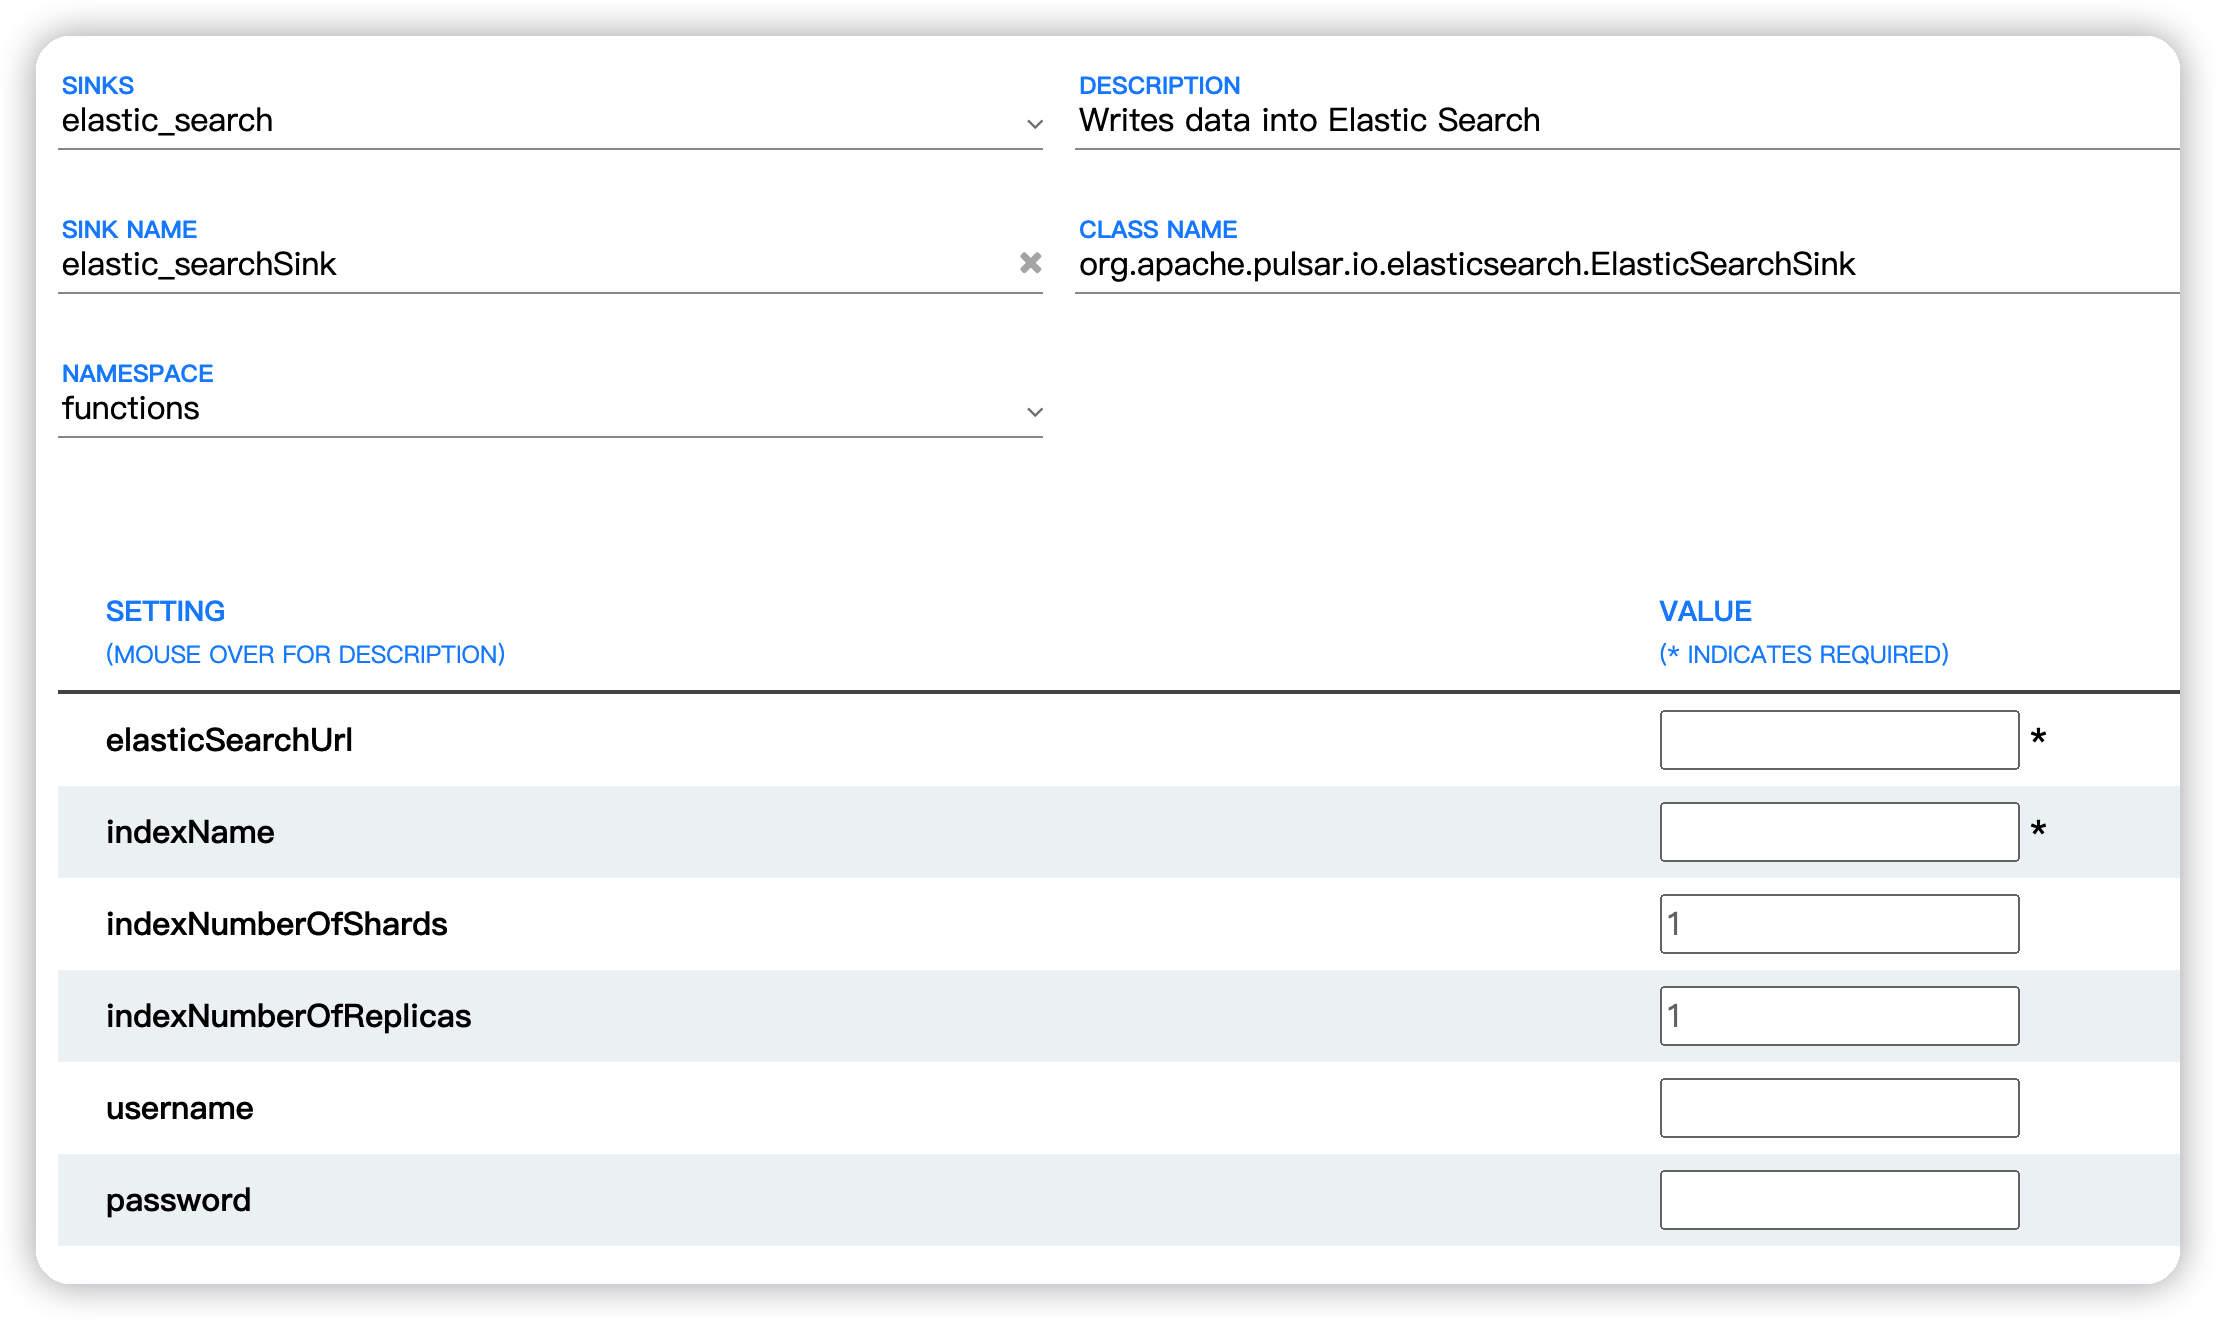 SINKS
elastic_search
DESCRIPTION
Writes data into Elastic Search
SINK NAME
elastic_searchSink
CLASS NAME
org.apache.pulsar.io.elasticsearch.ElasticSearchSink
NAMESPACE
functions
SETTING
(MOUSE OVER FOR DESCRIPTION)
VALUE
(* INDICATES REQUIRED)
elasticSearchUrl *
indexName *
indexNumberOfShards 1
indexNumberOfReplicas 1
username
password